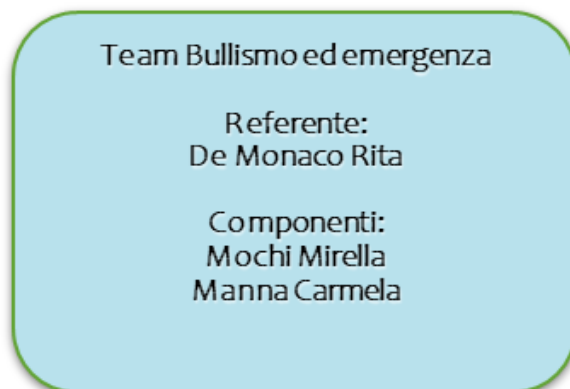 Team Bullismo ed emergenza
Referente:
De Monaco Rita
Componenti:
Mochi Mirella
Manna Carmela